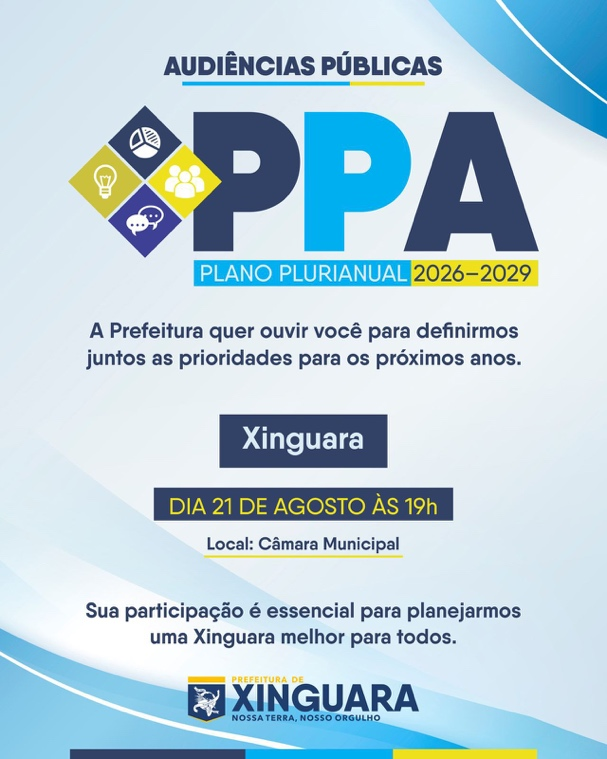 AUDIÊNCIAS PÚBLICAS
PPA
PLANO PLURIANUAL 2026–2029
A Prefeitura quer ouvir você para definirmos
juntos as prioridades para os próximos anos.
Xinguara
DIA 21 DE AGOSTO ÀS 19h
Local: Câmara Municipal
Sua participação é essencial para planejarmos
uma Xinguara melhor para todos.
PREFEITURA DE
XINGUARA
NOSSA TERRA, NOSSO ORGULHO